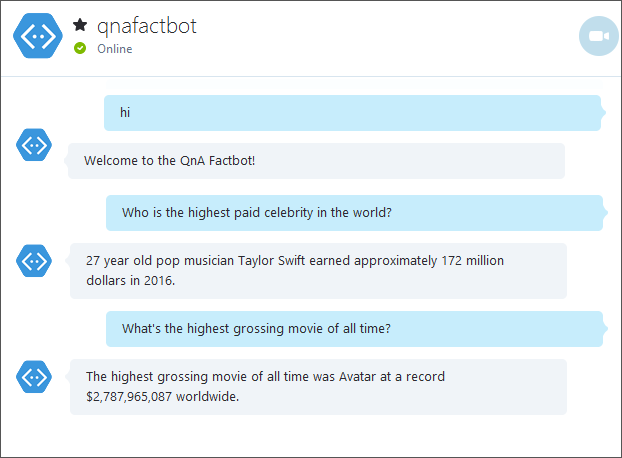 qnafactbot
Online
hi
Welcome to the QnA Factbot!
Who is the highest paid celebrity in the world?
27 year old pop musician Taylor Swift earned approximately 172 million
dollars in 2016.
What's the highest grossing movie of all time?
The highest grossing movie of all time was Avatar at a record
$2,787,965,087 worldwide.